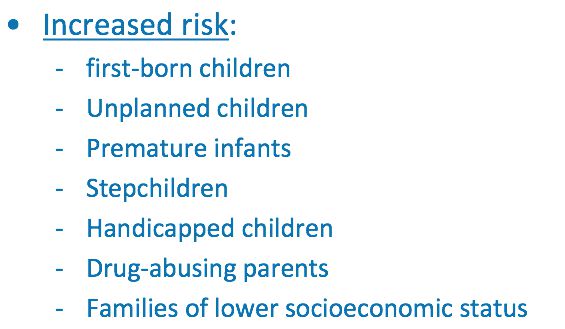 • Increased risk:
- first-born children
- Unplanned children
- Premature infants
- Stepchildren
- Handicapped children
- Drug-abusing parents
- Families of lower socioeconomic status